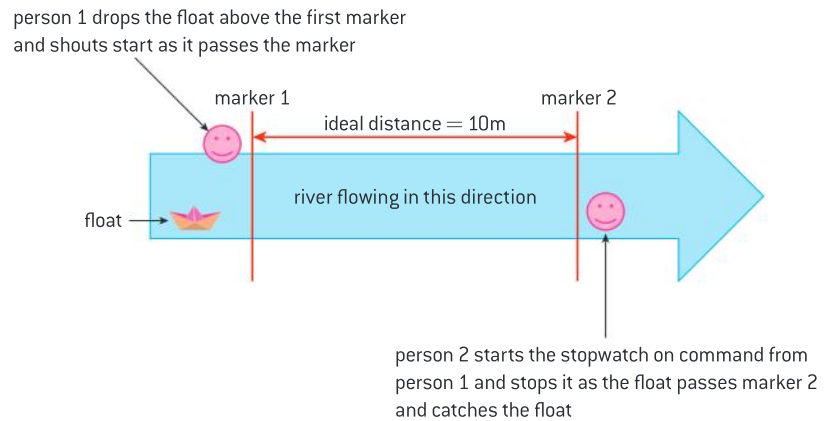 person 1 drops the float above the first marker
and shouts start as it passes the marker
marker 1
marker 2
ideal distance = 10m
river flowing in this direction
float
person 2 starts the stopwatch on command from
person 1 and stops it as the float passes marker 2
and catches the float